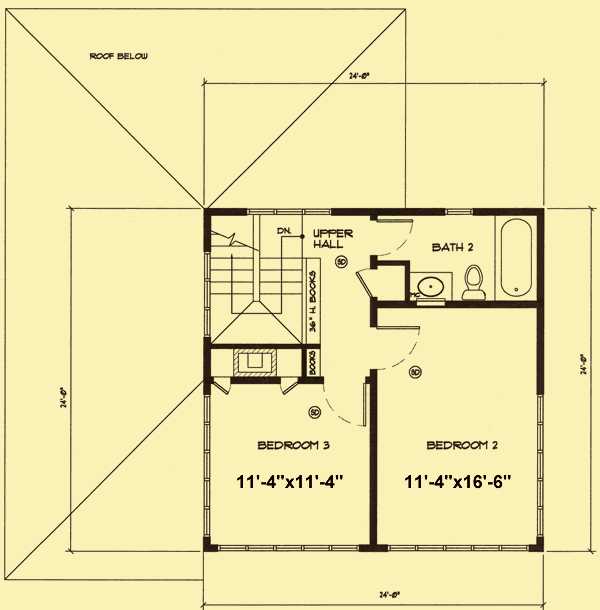 ROOF BELOW
24'-0"
DN.
UPPER
HALL
BATH 2
SD
MC
36" H. BOOKS
BOOKS
SD
SD
24'-0"
24'-0"
BEDROOM 3
11'-4"x11'-4"
BEDROOM 2
11'-4"x16'-6"
24'-0"